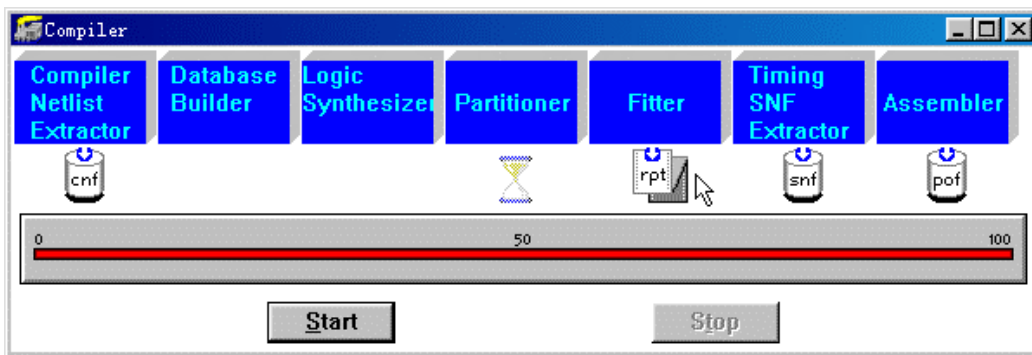 Compiler
Compiler
Netlist
Extractor
Database
Builder
Logic
Synthesizer
Partitioner
Fitter
Timing
SNF
Extractor
Assembler
cnf
rpt
snf
pof
0 50 100
Start
Stop